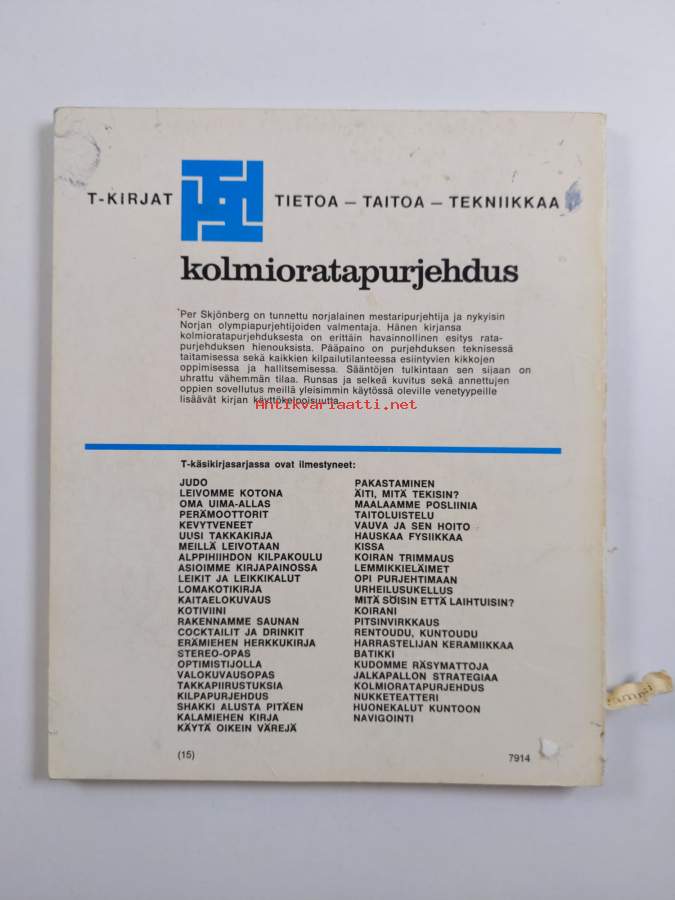 T-KIRJAT
TIETOA — TAITOA — TEKNIIKKAA
kolmioratapurjehdus
Per Skjönberg on tunnettu norjalainen mestaripurjehtija ja nykyisin
Norjan olympiapurjehtijoiden valmentaja. Hänen kirjansa
kolmioratapurjehduksesta on erittäin havainnollinen esitys rata-
purjehduksen hienouksista. Pääpaino on purjehduksen teknisessä
taitamisessa sekä kaikkien kilpailutilanteessa esiintyvien kikkojen
oppimisessa ja hallitsemisessa. Sääntöjen tulkintaan sen sijaan on
uhrattu vähemmän tilaa. Runsas ja selkeä kuvitus sekä annettujen
oppien sovellutus meillä yleisimmin käytössä oleville venetyypeille
lisäävät kirjan käyttökelpoisuutta.
Antikvariaatti.net
T-käsikirjasarjassa ovat ilmestyneet:
JUDO
LEIVOMME KOTONA
OMA UIMA-ALLAS
PERÄMOOTTORIT
KEVYTVENEET
UUSI TAKKAKIRJA
MEILLÄ LEIVOTAAN
ALPPIHIIHDON KILPAKOULU
ASIOIMME KIRJAPAINOSSA
LEIKIT JA LEIKKIKALUT
LOMAKOTIKIRJA
KAITAELOKUVAUS
KOTIVIINI
RAKENNAMME SAUNAN
COCKTAILIT JA DRINKIT
ERÄMIEHEN HERKKUKIRJA
STEREO-OPAS
OPTIMISTIJOLLA
VALOKUVAUSOPAS
TAKKAPIIRUSTUKSIA
KILPAPURJEHDUS
SHAKKI ALUSTA PITÄEN
KALAMIEHEN KIRJA
KÄYTÄ OIKEIN VÄREJÄ
PAKASTAMINEN
ÄITI, MITÄ TEKISIN?
MAALAAMME POSLIINIA
TAITOLUISTELU
VAUVA JA SEN HOITO
HAUSKAA FYSIIKKAA
KISSA
KOIRAN TRIMMAUS
LEMMIKKIELÄIMET
OPI PURJEHTIMAAN
URHEILUSUKELLUS
MITÄ SÖISIN ETTÄ LAIHTUISIN?
KOIRANI
PITSINVIRKKAUS
RENTOUDU, KUNTOUDU
HARRASTELIJAN KERAMIIKKAA
BATIKKI
KUDOMME RÄSYMATTOJA
JALKAPALLON STRATEGIAA
KOLMIORATAPURJEHDUS
NUKKETEATTERI
HUONEKALUT KUNTOON
NAVIGOINTI
(15)
7914